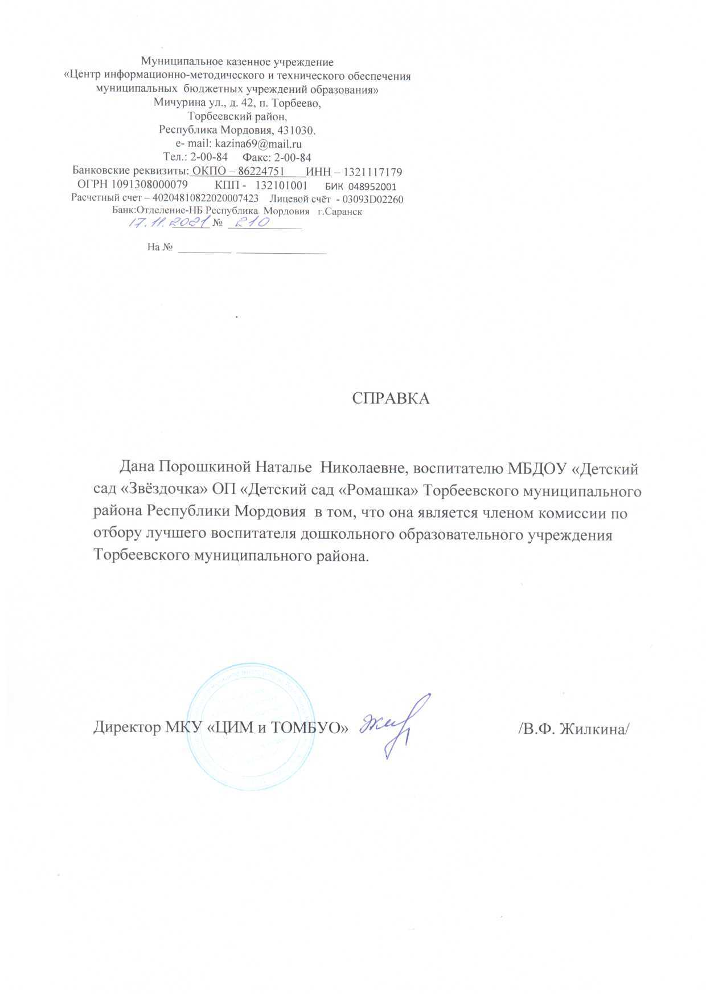 Муниципальное казенное учреждение
«Центр информационно-методического и технического обеспечения
муниципальных бюджетных учреждений образования»
Мичурина ул., д. 42, п. Торбеево,
Торбеевский район,
Республика Мордовия, 431030.
e- mail: kazina69@mail.ru
Тел.: 2-00-84 Факс: 2-00-84
Банковские реквизиты: ОКПО – 86224751 ИНН – 1321117179
ОГРН 1091308000079 КПП - 132101001 БИК 048952001
Расчетный счет – 40204810822020007423 Лицевой счёт - 03093D02260
Банк:Отделение-НБ Республика Мордовия г.Саранск
17.11.2021 № 210
На №
СПРАВКА
Дана Порошкиной Наталье Николаевне, воспитателю МБДОУ «Детский
сад «Звёздочка» ОП «Детский сад «Ромашка» Торбеевского муниципального
района Республики Мордовия в том, что она является членом комиссии по
отбору лучшего воспитателя дошкольного образовательного учреждения
Торбеевского муниципального района.
Директор МКУ «ЦИМ и ТОМБУО» /В.Ф. Жилкина/